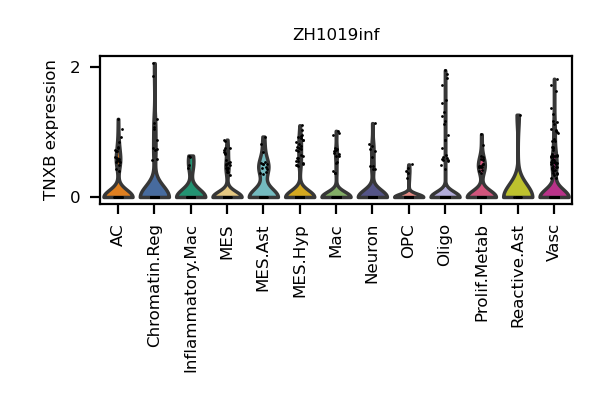 ZH1019inf
TNXB expression
2
0
AC
Chromatin.Reg
Inflammatory.Mac
MES
MES.Ast
MES.Hyp
Mac
Neuron
OPC
Oligo
Prolif.Metab
Reactive.Ast
Vasc